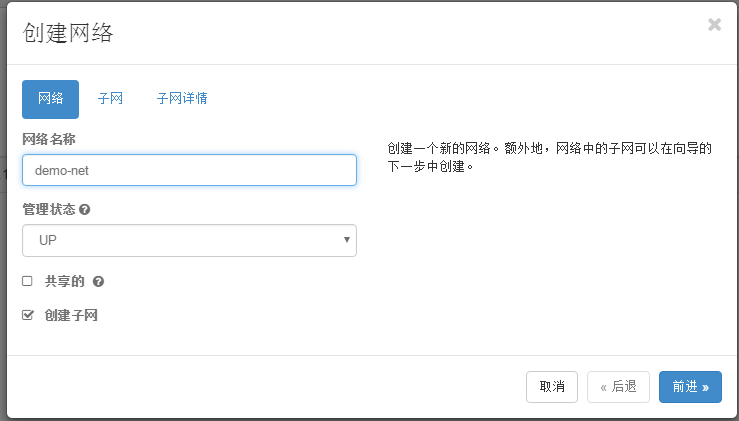 创建网络
网络 子网 子网详情
网络名称
demo-net
创建一个新的网络。额外地，网络中的子网可以在向导的
下一步中创建。
管理状态
UP
共享的
创建子网
取消 « 后退 前进 »